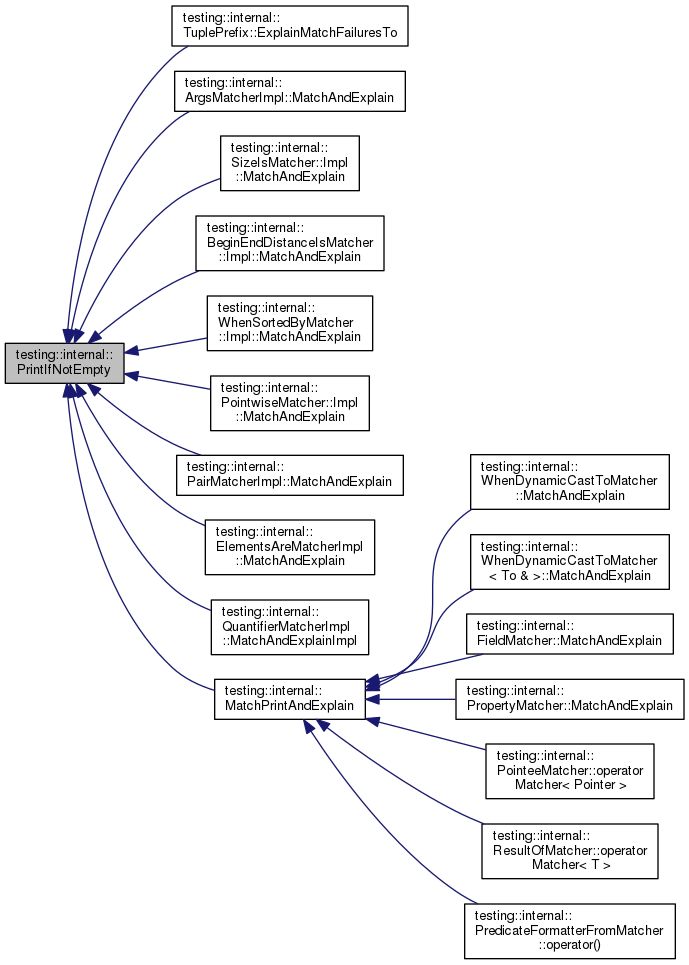 testing::internal::
TuplePrefix::ExplainMatchFailuresTo
testing::internal::
ArgsMatcherImpl::MatchAndExplain
testing::internal::
SizeIsMatcher::Impl
::MatchAndExplain
testing::internal::
BeginEndDistanceIsMatcher
::Impl::MatchAndExplain
testing::internal::
WhenSortedByMatcher
::Impl::MatchAndExplain
testing::internal::
PrintIfNotEmpty
testing::internal::
PointwiseMatcher::Impl
::MatchAndExplain
testing::internal::
PairMatcherImpl::MatchAndExplain
testing::internal::
ElementsAreMatcherImpl
::MatchAndExplain
testing::internal::
QuantifierMatcherImpl
::MatchAndExplainImpl
testing::internal::
MatchPrintAndExplain
testing::internal::
WhenDynamicCastToMatcher
::MatchAndExplain
testing::internal::
WhenDynamicCastToMatcher
< To & >::MatchAndExplain
testing::internal::
FieldMatcher::MatchAndExplain
testing::internal::
PropertyMatcher::MatchAndExplain
testing::internal::
PointeeMatcher::operator
Matcher< Pointer >
testing::internal::
ResultOfMatcher::operator
Matcher< T >
testing::internal::
PredicateFormatterFromMatcher
::operator()